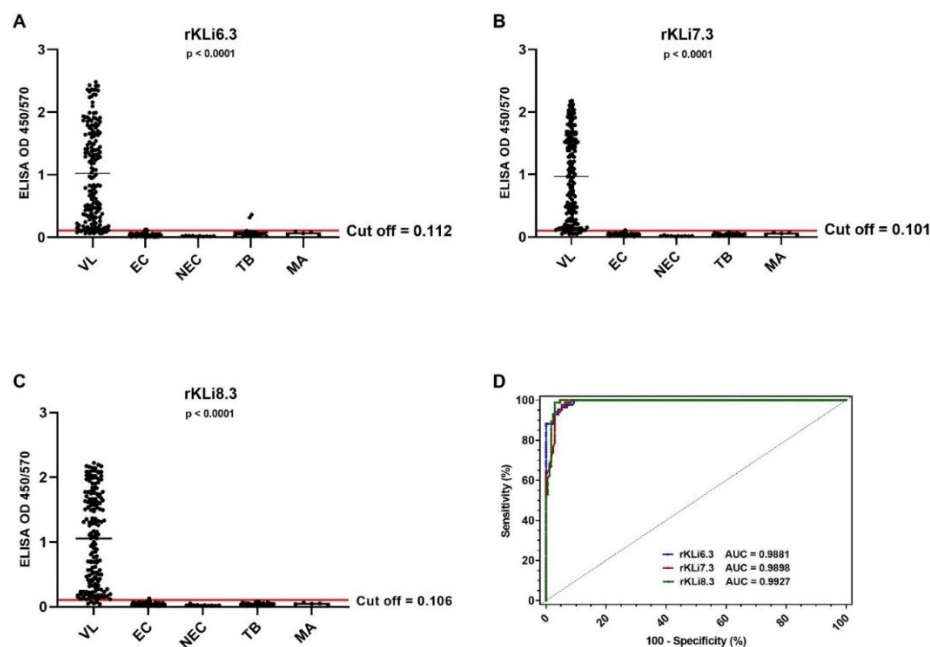 A
rKLi6.3
p < 0.0001
ELISA OD 450/570
3
2
1
0
Cut off = 0.112
VL EC NEC TB MA
B
rKLi7.3
p < 0.0001
ELISA OD 450/570
3
2
1
0
Cut off = 0.101
VL EC NEC TB MA
C
rKLi8.3
p < 0.0001
ELISA OD 450/570
3
2
1
0
Cut off = 0.106
VL EC NEC TB MA
D
Sensitivity (%)
100
80
60
40
20
0
rKLi6.3 AUC = 0.9881
rKLi7.3 AUC = 0.9898
rKLi8.3 AUC = 0.9927
0 20 40 60 80 100
100 - Specificity (%)